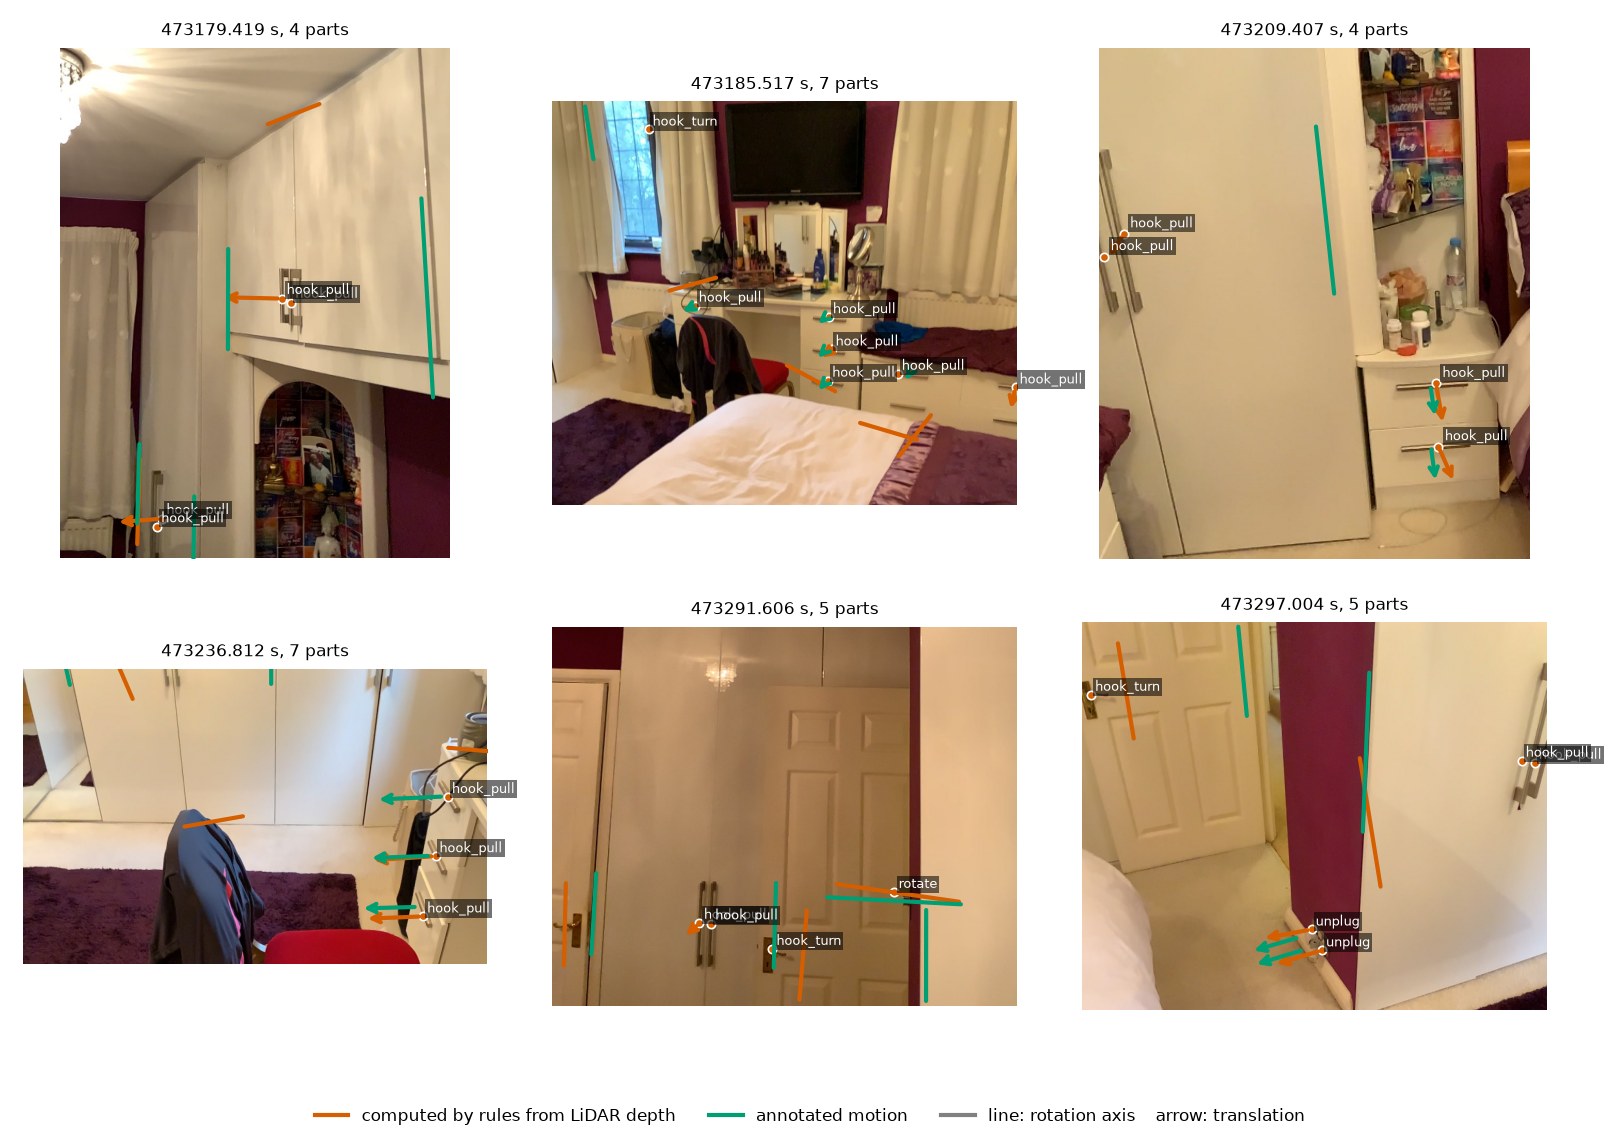 473179.419 s, 4 parts
hook_pull
hook_pull
hook_pull
473185.517 s, 7 parts
hook_turn
hook_pull
hook_pull
hook_pull
hook_pull
hook_pull
hook_pull
473209.407 s, 4 parts
hook_pull
hook_pull
hook_pull
hook_pull
473236.812 s, 7 parts
hook_pull
hook_pull
hook_pull
473291.606 s, 5 parts
rotate
hook_pull
hook_turn
473297.004 s, 5 parts
hook_turn
hook_pull
unplug
unplug
computed by rules from LiDAR depth
annotated motion
line: rotation axis arrow: translation